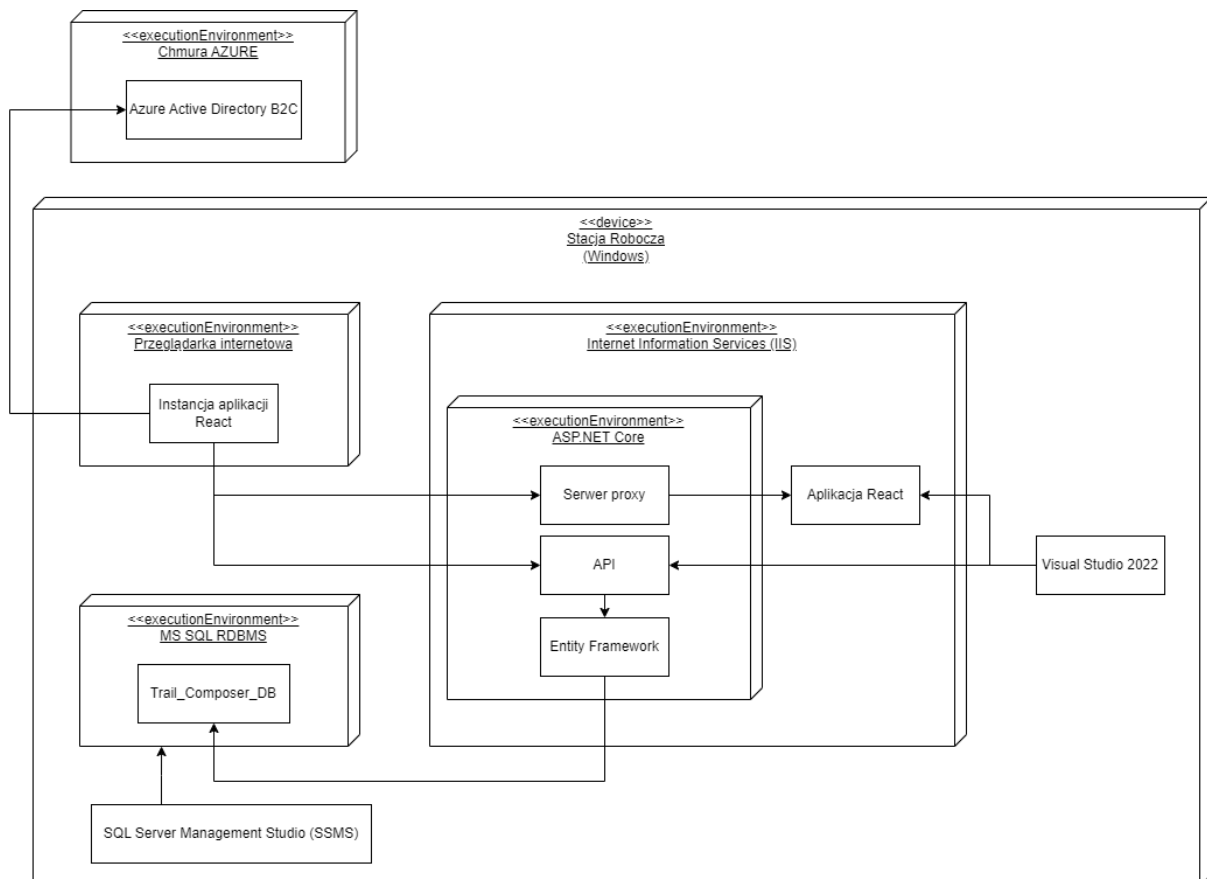 <<executionEnvironment>>
Chmura AZURE
Azure Active Directory B2C
<<device>>
Stacja Robocza
(Windows)
<<executionEnvironment>>
Przeglądarka internetowa
Instancja aplikacji
React
<<executionEnvironment>>
Internet Information Services (IIS)
<<executionEnvironment>>
ASP.NET Core
Serwer proxy
Aplikacja React
API
Visual Studio 2022
Entity Framework
<<executionEnvironment>>
MS SQL RDBMS
Trail_Composer_DB
SQL Server Management Studio (SSMS)